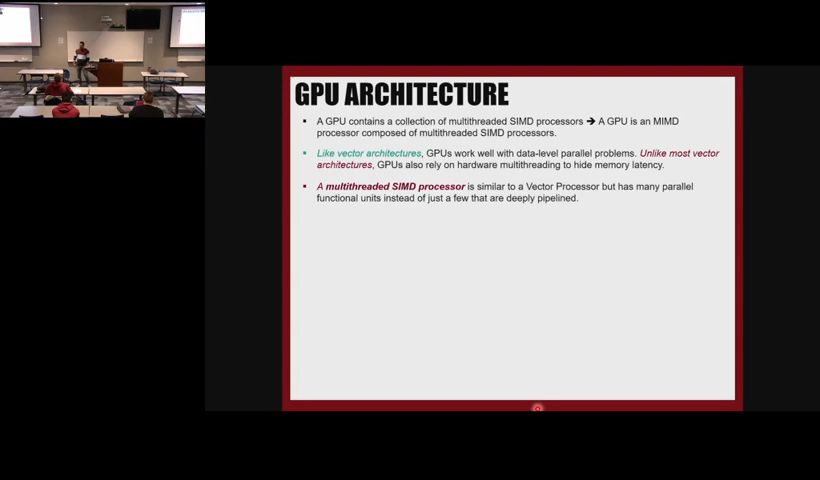 GPU ARCHITECTURE
A GPU contains a collection of multithreaded SIMD processors ➔ A GPU is an MIMD
processor composed of multithreaded SIMD processors.
Like vector architectures, GPUs work well with data-level parallel problems. Unlike most vector
architectures, GPUs also rely on hardware multithreading to hide memory latency.
A multithreaded SIMD processor is similar to a Vector Processor but has many parallel
functional units instead of just a few that are deeply pipelined.